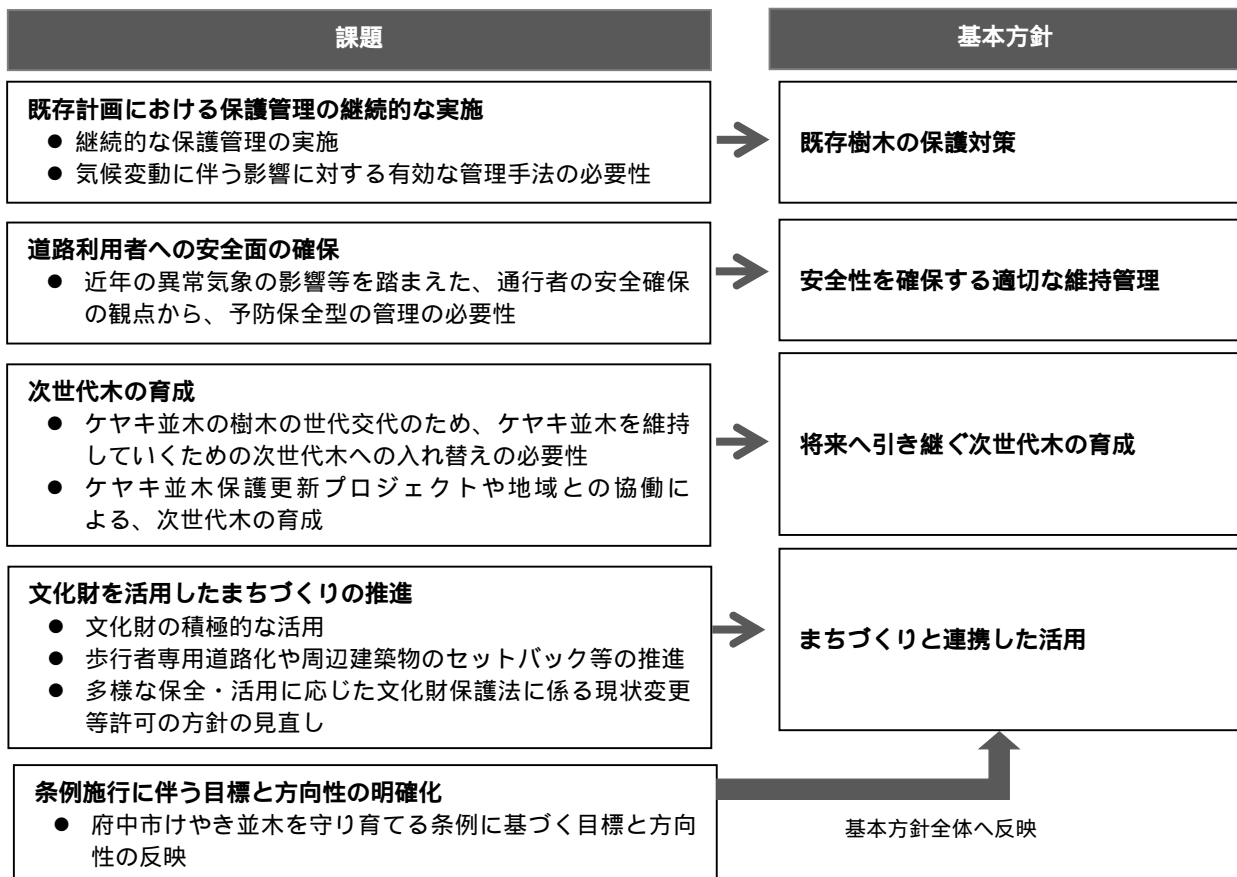 課題
基本方針
既存計画における保護管理の継続的な実施
● 継続的な保護管理の実施
● 気候変動に伴う影響に対する有効な管理手法の必要性
既存樹木の保護対策
道路利用者への安全面の確保
● 近年の異常気象の影響等を踏まえた、通行者の安全確保
の観点から、予防保全型の管理の必要性
安全性を確保する適切な維持管理
次世代木の育成
● ケヤキ並木の樹木の世代交代のため、ケヤキ並木を維持
していくための次世代木への入れ替えの必要性
● ケヤキ並木保護更新プロジェクトや地域との協働に
よる、次世代木の育成
将来へ引き継ぐ次世代木の育成
文化財を活用したまちづくりの推進
● 文化財の積極的な活用
● 歩行者専用道路化や周辺建築物のセットバック等の推進
● 多様な保全・活用に応じた文化財保護法に係る現状変更
等許可の方針の見直し
まちづくりと連携した活用
条例施行に伴う目標と方向性の明確化
● 府中市けやき並木を守り育てる条例に基づく目標と方向
性の反映
基本方針全体へ反映